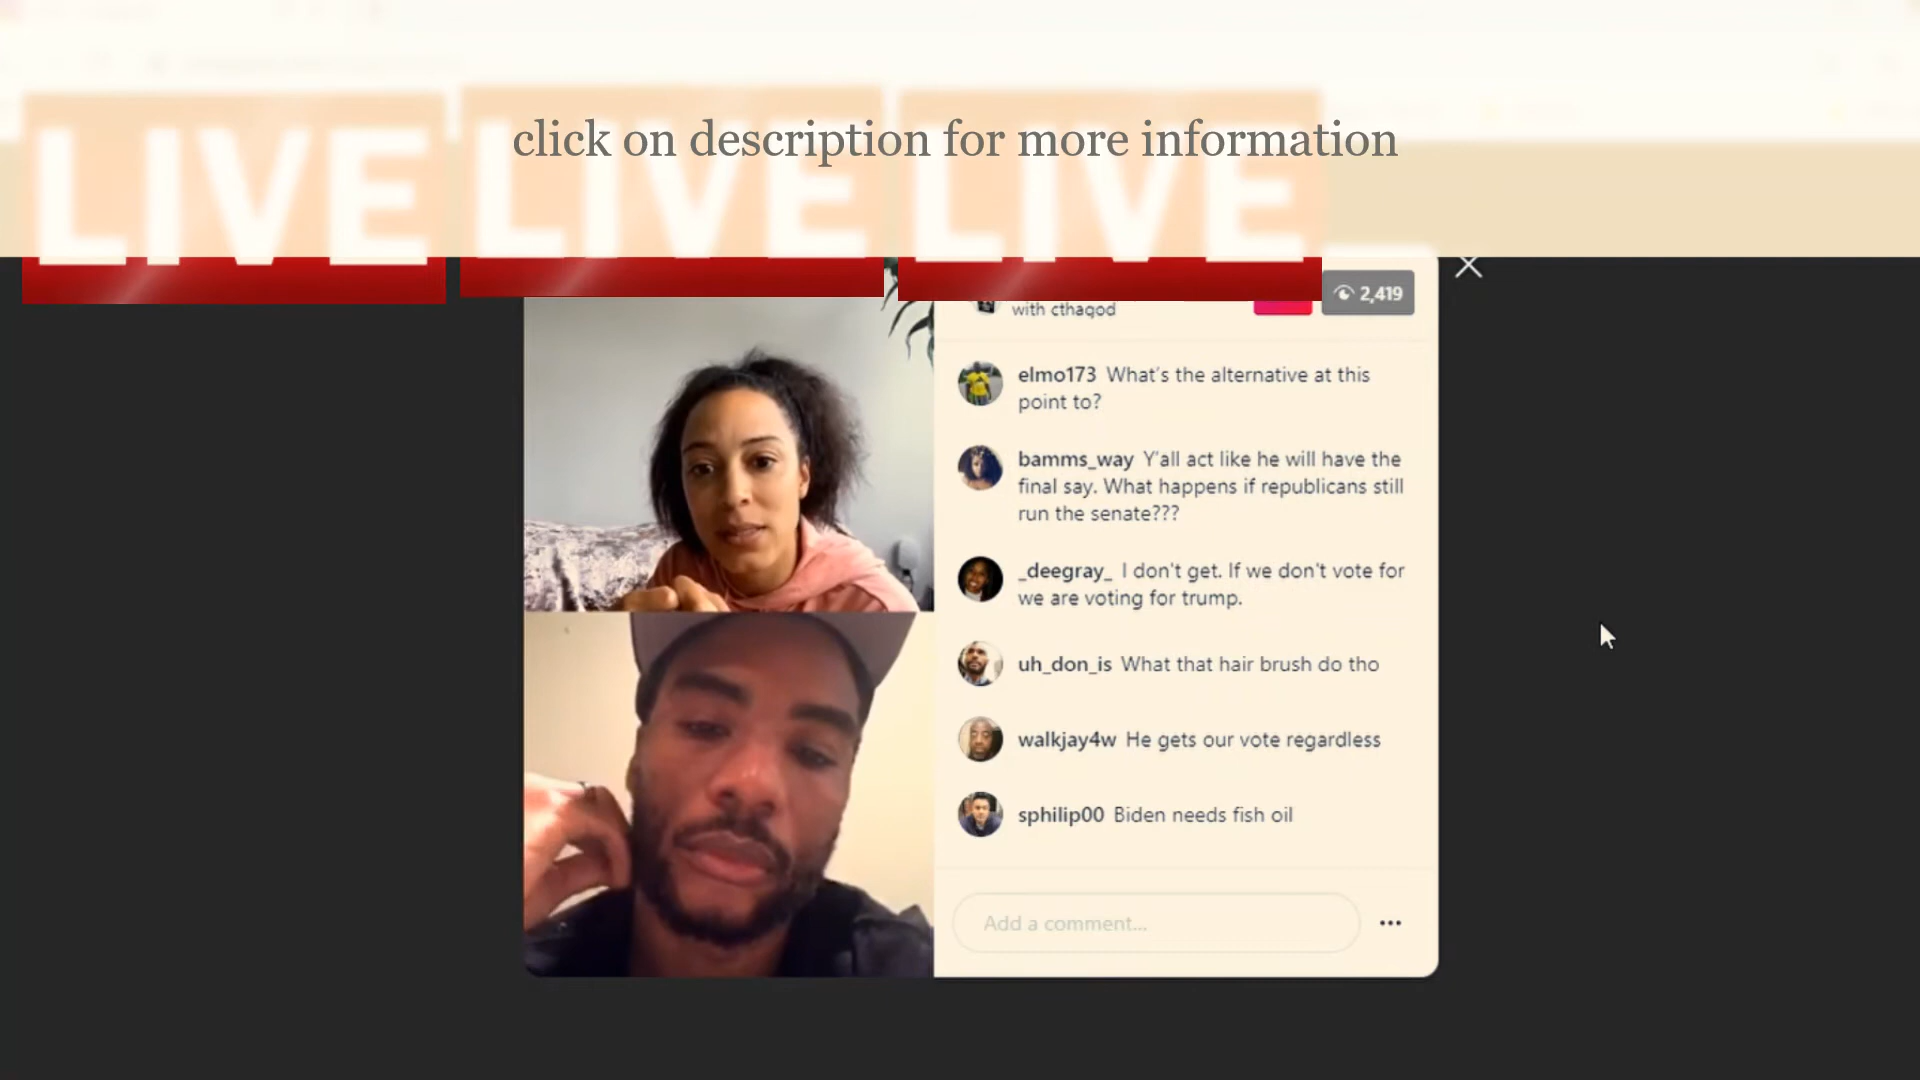 LIVE LIVE LIVE
click on description for more information
2,419
with cthagod
elmo173 What's the alternative at this
point to?
bamms_way Y'all act like he will have the
final say. What happens if republicans still
run the senate???
_deegray_ I don't get. If we don't vote for
we are voting for trump.
uh_don_is What that hair brush do tho
walkjay4w He gets our vote regardless
sphilip00 Biden needs fish oil
Add a comment...